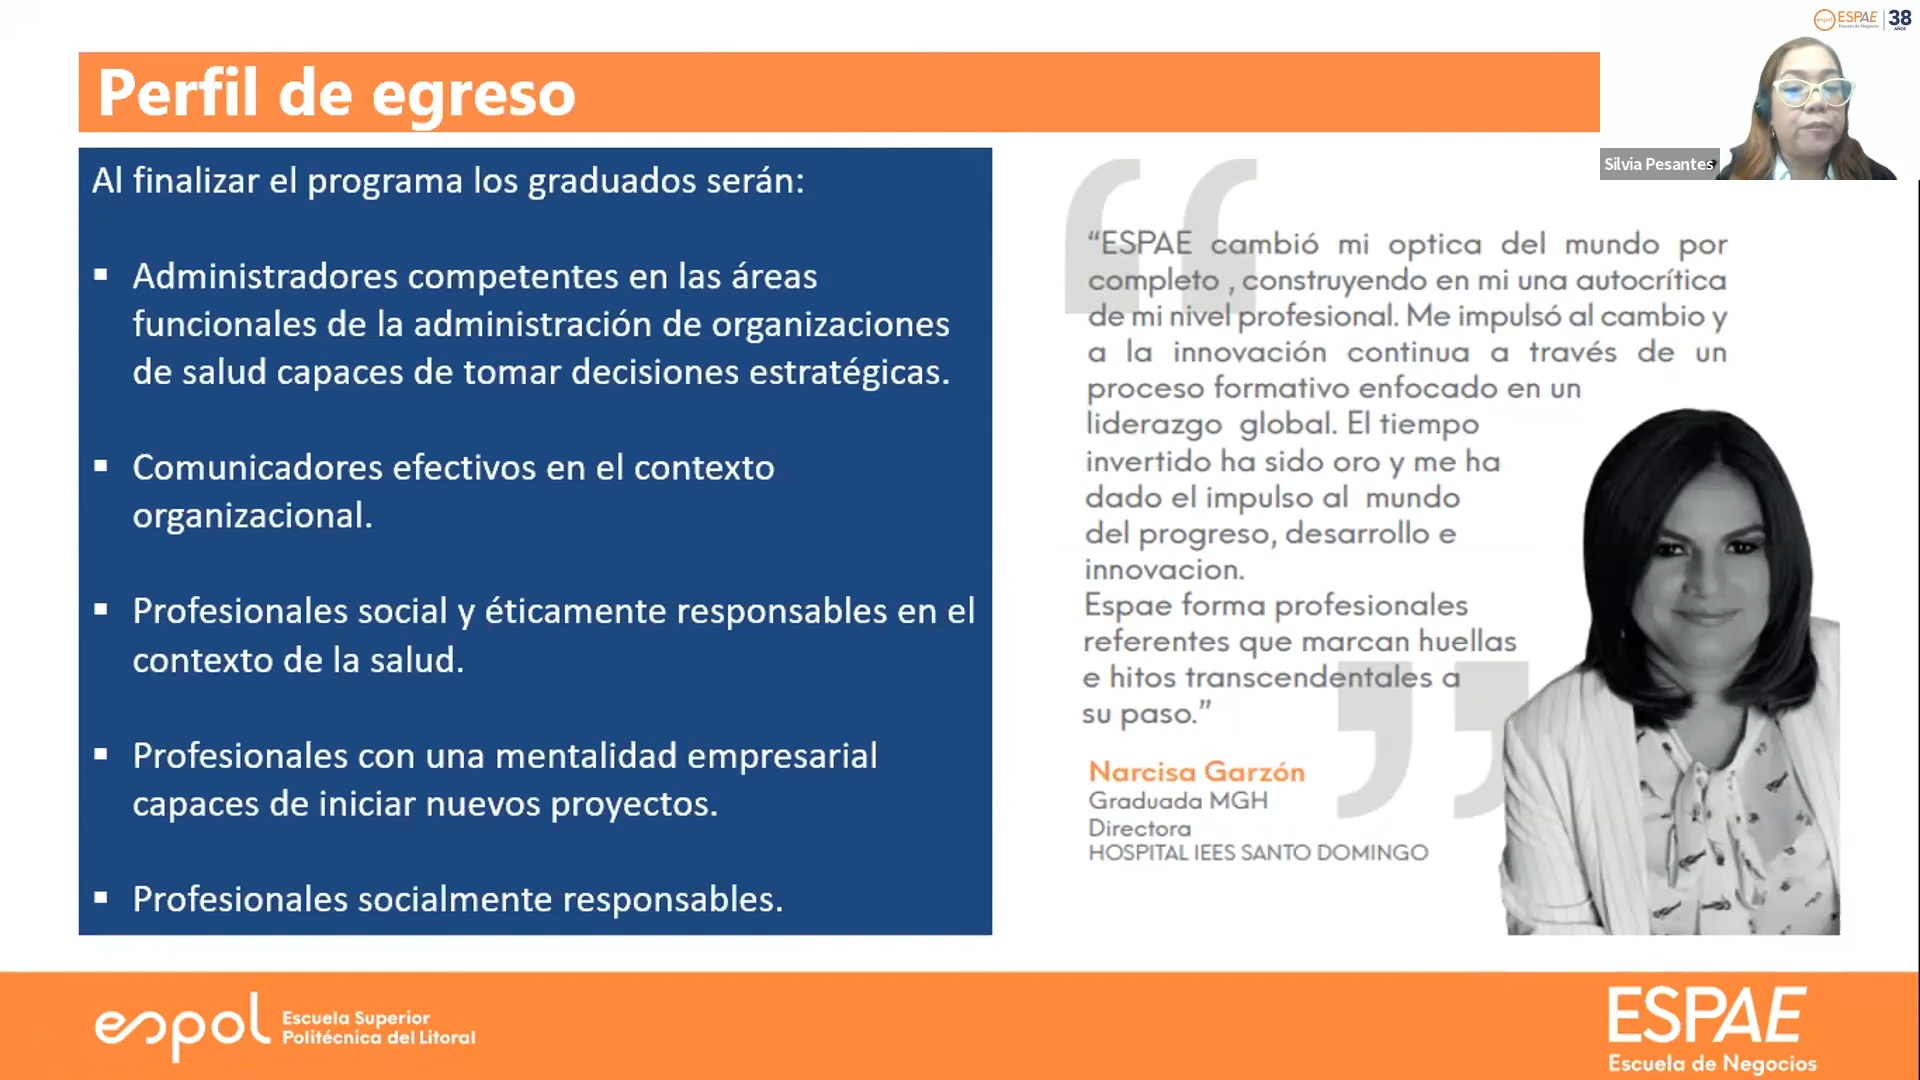 espol ESPAE 38
Perfil de egreso
Silvia Pesantes
Al finalizar el programa los graduados serán:
▪ Administradores competentes en las áreas
funcionales de la administración de organizaciones
de salud capaces de tomar decisiones estratégicas.
▪ Comunicadores efectivos en el contexto
organizacional.
▪ Profesionales social y éticamente responsables en el
contexto de la salud.
▪ Profesionales con una mentalidad empresarial
capaces de iniciar nuevos proyectos.
▪ Profesionales socialmente responsables.
“ESPAE cambió mi optica del mundo por
completo , construyendo en mi una autocrítica
de mi nivel profesional. Me impulsó al cambio y
a la innovación continua a través de un
proceso formativo enfocado en un
liderazgo global. El tiempo
invertido ha sido oro y me ha
dado el impulso al mundo
del progreso, desarrollo e
innovacion.
Espae forma profesionales
referentes que marcan huellas
e hitos transcendentales a
su paso.”
Narcisa Garzón
Graduada MGH
Directora
HOSPITAL IEES SANTO DOMINGO
espol Escuela Superior
Politécnica del Litoral
ESPAE
Escuela de Negocios